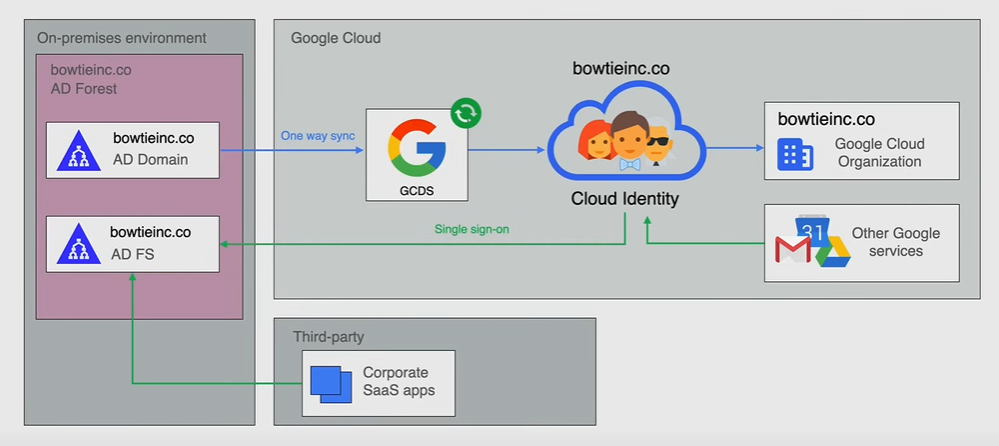 On-premises environment
bowtieinc.co
AD Forest
bowtieinc.co
AD Domain
bowtieinc.co
AD FS
One way sync
Single sign-on
Google Cloud
GCDS
bowtieinc.co
Cloud Identity
bowtieinc.co
Google Cloud
Organization
31
Other Google
services
Third-party
Corporate
SaaS apps